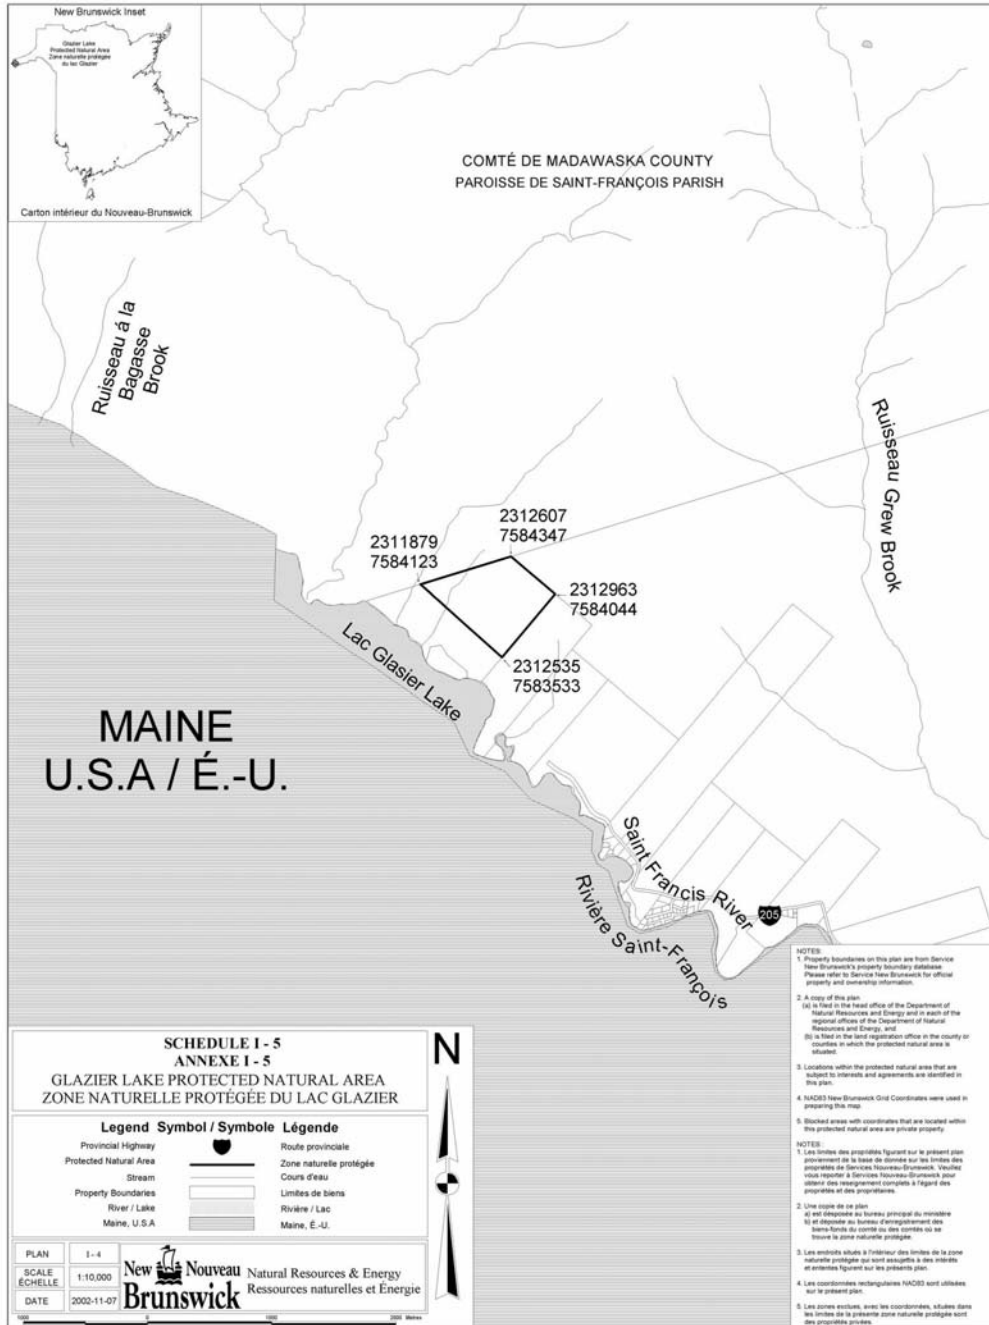 New Brunswick Inset
Glazier Lake
Protected Natural Area
Zone naturelle protégée
du lac Glazier
Carton intérieur du Nouveau-Brunswick
COMTÉ DE MADAWASKA COUNTY
PAROISSE DE SAINT-FRANÇOIS PARISH
Ruisseau á la
Bagasse
Brook
Ruisseau Grew Brook
2312607
7584347
2311879
7584123
2312963
7584044
2312535
7583533
Lac Glasier Lake
MAINE
U.S.A / É.-U.
Saint Francis River
Rivière Saint-François
205
SCHEDULE I - 5
ANNEXE I - 5
GLAZIER LAKE PROTECTED NATURAL AREA
ZONE NATURELLE PROTÉGÉE DU LAC GLAZIER
N
Legend Symbol / Symbole Légende
Provincial Highway Route provinciale
Protected Natural Area Zone naturelle protégée
Stream Cours d'eau
Property Boundaries Limites de biens
River / Lake Rivière / Lac
Maine, U.S.A Maine, É.-U.
PLAN I - 4
SCALE ÉCHELLE 1:10,000
DATE 2002-11-07
New Nouveau
Brunswick
Natural Resources & Energy
Ressources naturelles et Énergie
1000 0 1000 2000 Metres
NOTES:
1. Property boundaries on this plan are from Service
New Brunswick's property boundary database
Please refer to Service New Brunswick for official
property and ownership information.
2. A copy of this plan
(a) is filed in the head office of the Department of
Natural Resources and Energy and in each of the
regional offices of the Department of Natural
Resources and Energy, and
(b) is filed in the land registration office in the county or
counties in which the protected natural area is
situated.
3. Locations within the protected natural area that are
subject to interests and agreements are identified in
this plan.
4. NAD83 New Brunswick Grid Coordinates were used in
preparing this map.
5. Blocked areas with coordinates that are located within
this protected natural area are private property.
NOTES :
1. Les limites des propriétés figurant sur le présent plan
proviennent de la base de donnée sur les limites des
propriétés de Services Nouveau-Brunswick. Veuillez
vous reporter à Services Nouveau-Brunswick pour
obtenir des reseignement complets à l'égard des
propriétés et des propriétaires.
2. Une copie de ce plan
a) est désposée au bureau principal du ministère
b) et déposée au bureau d'enregistrement des
biens-fonds du comté ou des comtés où se
trouve la zone naturelle protégée.
3. Les endroits situés à l'intérieur des limites de la zone
naturelle protégée qui sont assujettis à des intérêts
et ententes figurant sur les présents plan.
4. Les coordonnées rectangulaires NAD83 sont utilisées
sur le présent plan.
5. Les zones exclues, avec les coordonnées, situées dans
les limites de la présente zone naturelle protégée sont
des propriétés privées.